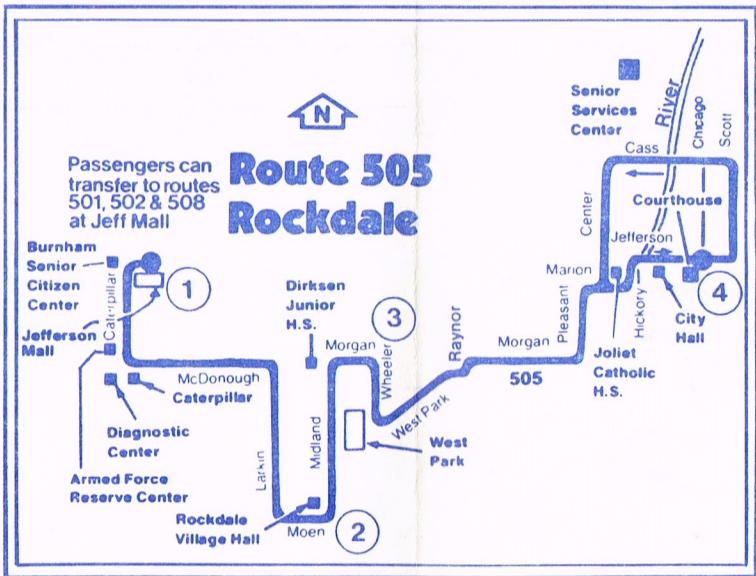 N
Route 505
Rockdale
Passengers can
transfer to routes
501, 502 & 508
at Jeff Mall
Senior
Services
Center
River
Chicago
Scott
Cass
Center
Courthouse
Jefferson
Marion
Pleasant
Hickory
4
City
Hall
Joliet
Catholic
H.S.
Burnham
Senior
Citizen
Center
1
Caterpillar
Jefferson
Mall
McDonough
Caterpillar
Diagnostic
Center
Armed Force
Reserve Center
Dirksen
Junior
H.S.
3
Morgan
Wheeler
Raynor
Morgan
505
West Park
West
Park
Larkin
Midland
Rockdale
Village Hall
Moen
2